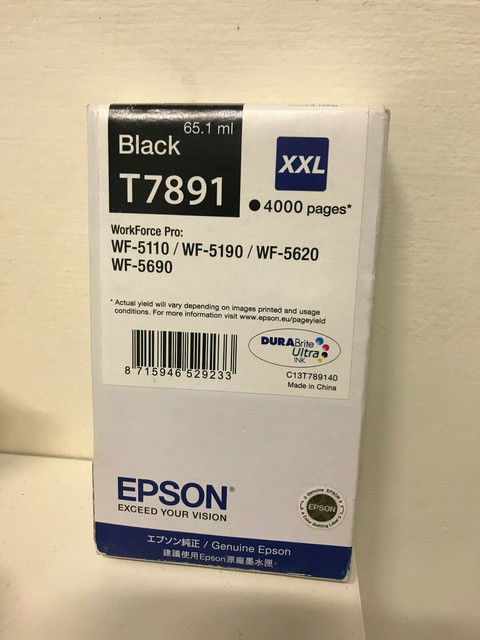 65.1 ml
Black
T7891
XXL
4000 pages*
WorkForce Pro:
WF-5110 / WF-5190 / WF-5620
WF-5690
* Actual yield will vary depending on images printed and usage
conditions. For more information visit www.epson.eu/pageyield
DURABrite
Ultra
INK
8 715946 529233
C13T789140
Made in China
EPSON®
EXCEED YOUR VISION
Genuine EPSON
EPSON
エプソン純正 / Genuine Epson
建議使用Epson原廠墨水匣。